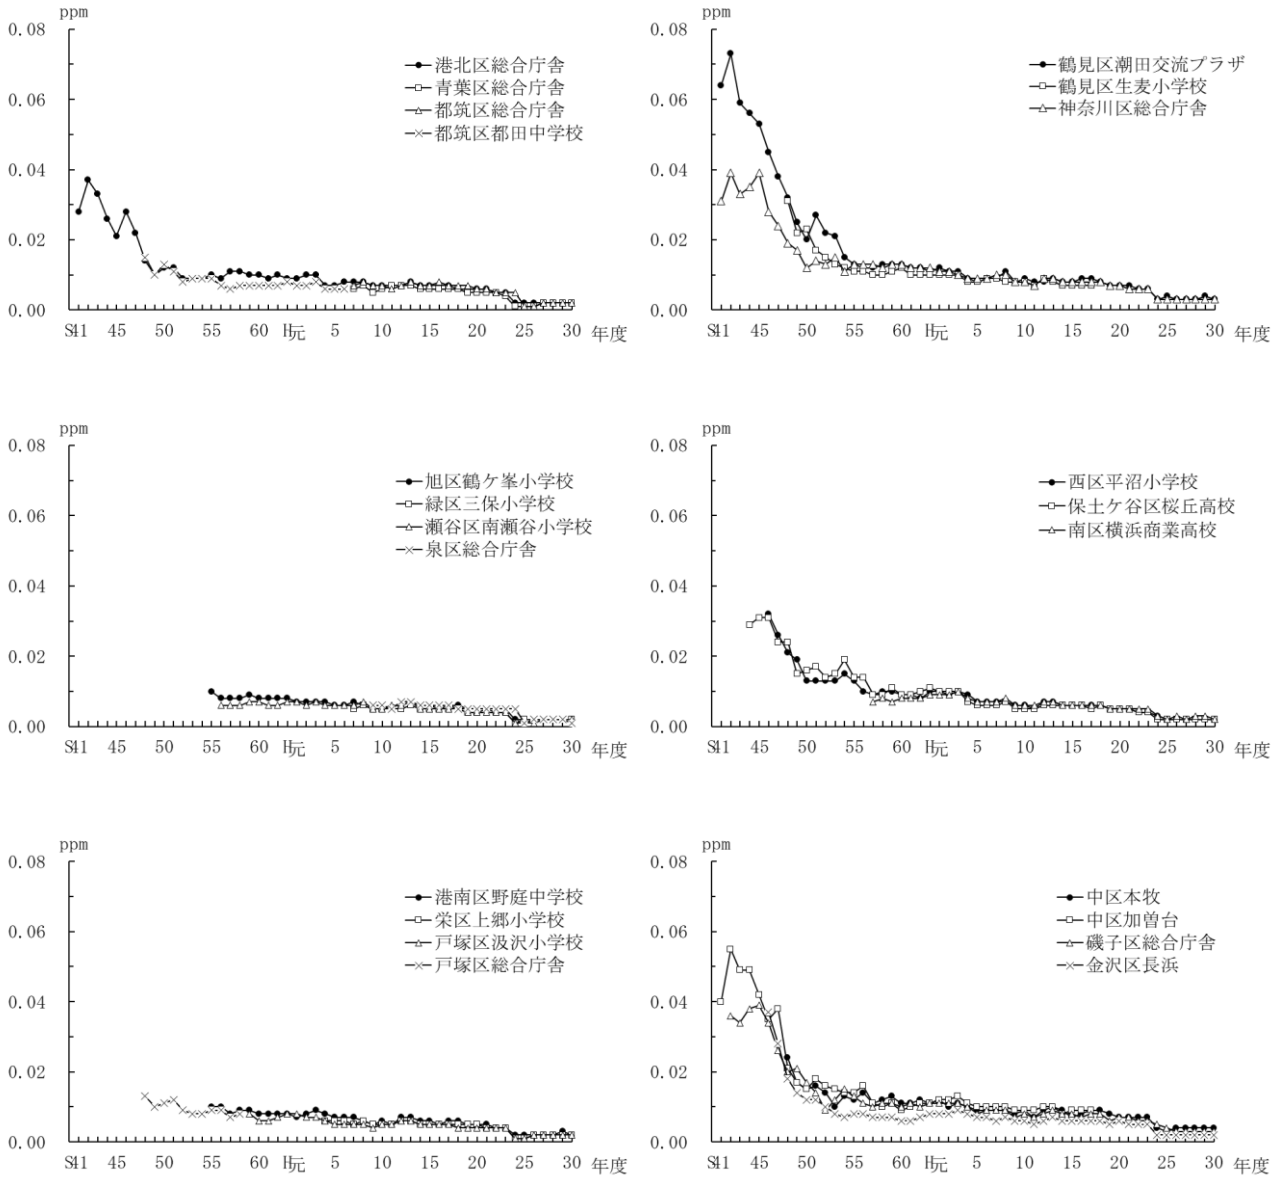 ppm
0.08
0.06
0.04
0.02
0.00
港北区総合庁舎
青葉区総合庁舎
都筑区総合庁舎
都筑区都田中学校
S41 45 50 55 60 H元 5 10 15 20 25 30 年度
ppm
0.08
0.06
0.04
0.02
0.00
鶴見区潮田交流プラザ
鶴見区生麦小学校
神奈川区総合庁舎
S41 45 50 55 60 H元 5 10 15 20 25 30 年度
ppm
0.08
0.06
0.04
0.02
0.00
旭区鶴ケ峯小学校
緑区三保小学校
瀬谷区南瀬谷小学校
泉区総合庁舎
S41 45 50 55 60 H元 5 10 15 20 25 30 年度
ppm
0.08
0.06
0.04
0.02
0.00
西区平沼小学校
保土ケ谷区桜丘高校
南区横浜商業高校
S41 45 50 55 60 H元 5 10 15 20 25 30 年度
ppm
0.08
0.06
0.04
0.02
0.00
港南区野庭中学校
栄区上郷小学校
戸塚区汲沢小学校
戸塚区総合庁舎
S41 45 50 55 60 H元 5 10 15 20 25 30 年度
ppm
0.08
0.06
0.04
0.02
0.00
中区本牧
中区加曽台
磯子区総合庁舎
金沢区長浜
S41 45 50 55 60 H元 5 10 15 20 25 30 年度